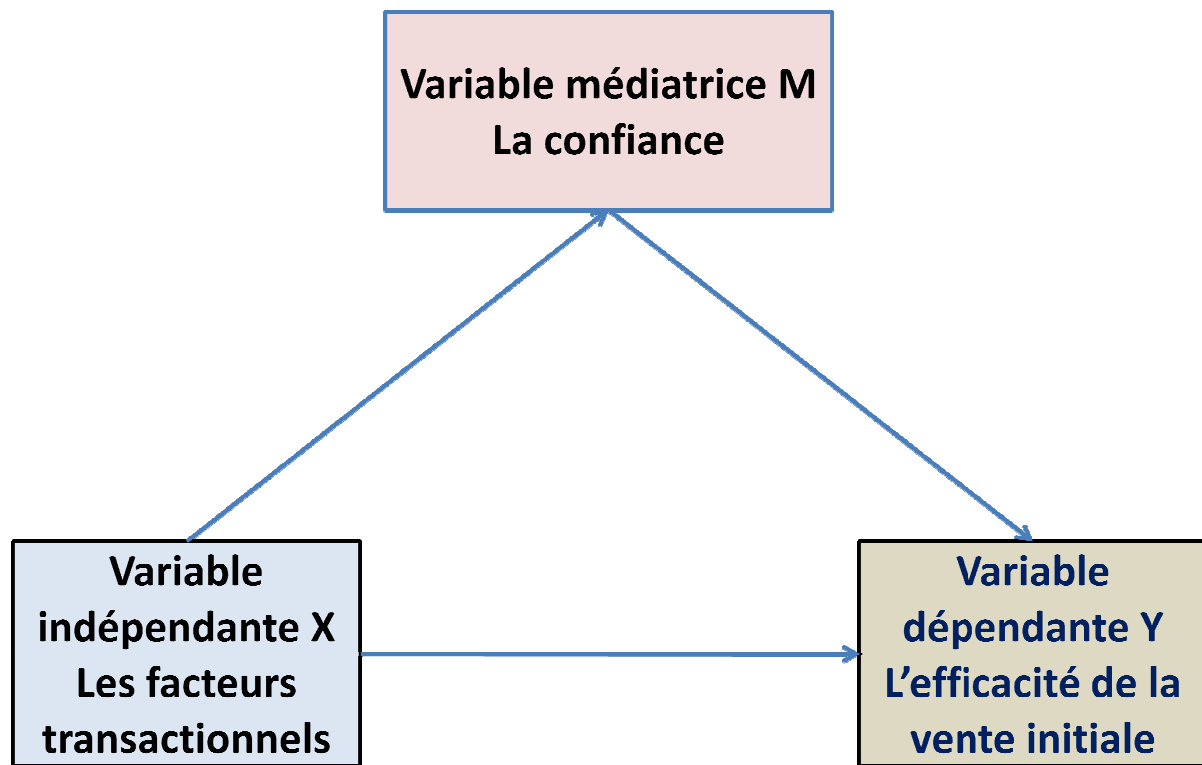 Variable médiatrice M
La confiance
Variable
indépendante X
Les facteurs
transactionnels
Variable
dépendante Y
L’efficacité de la
vente initiale